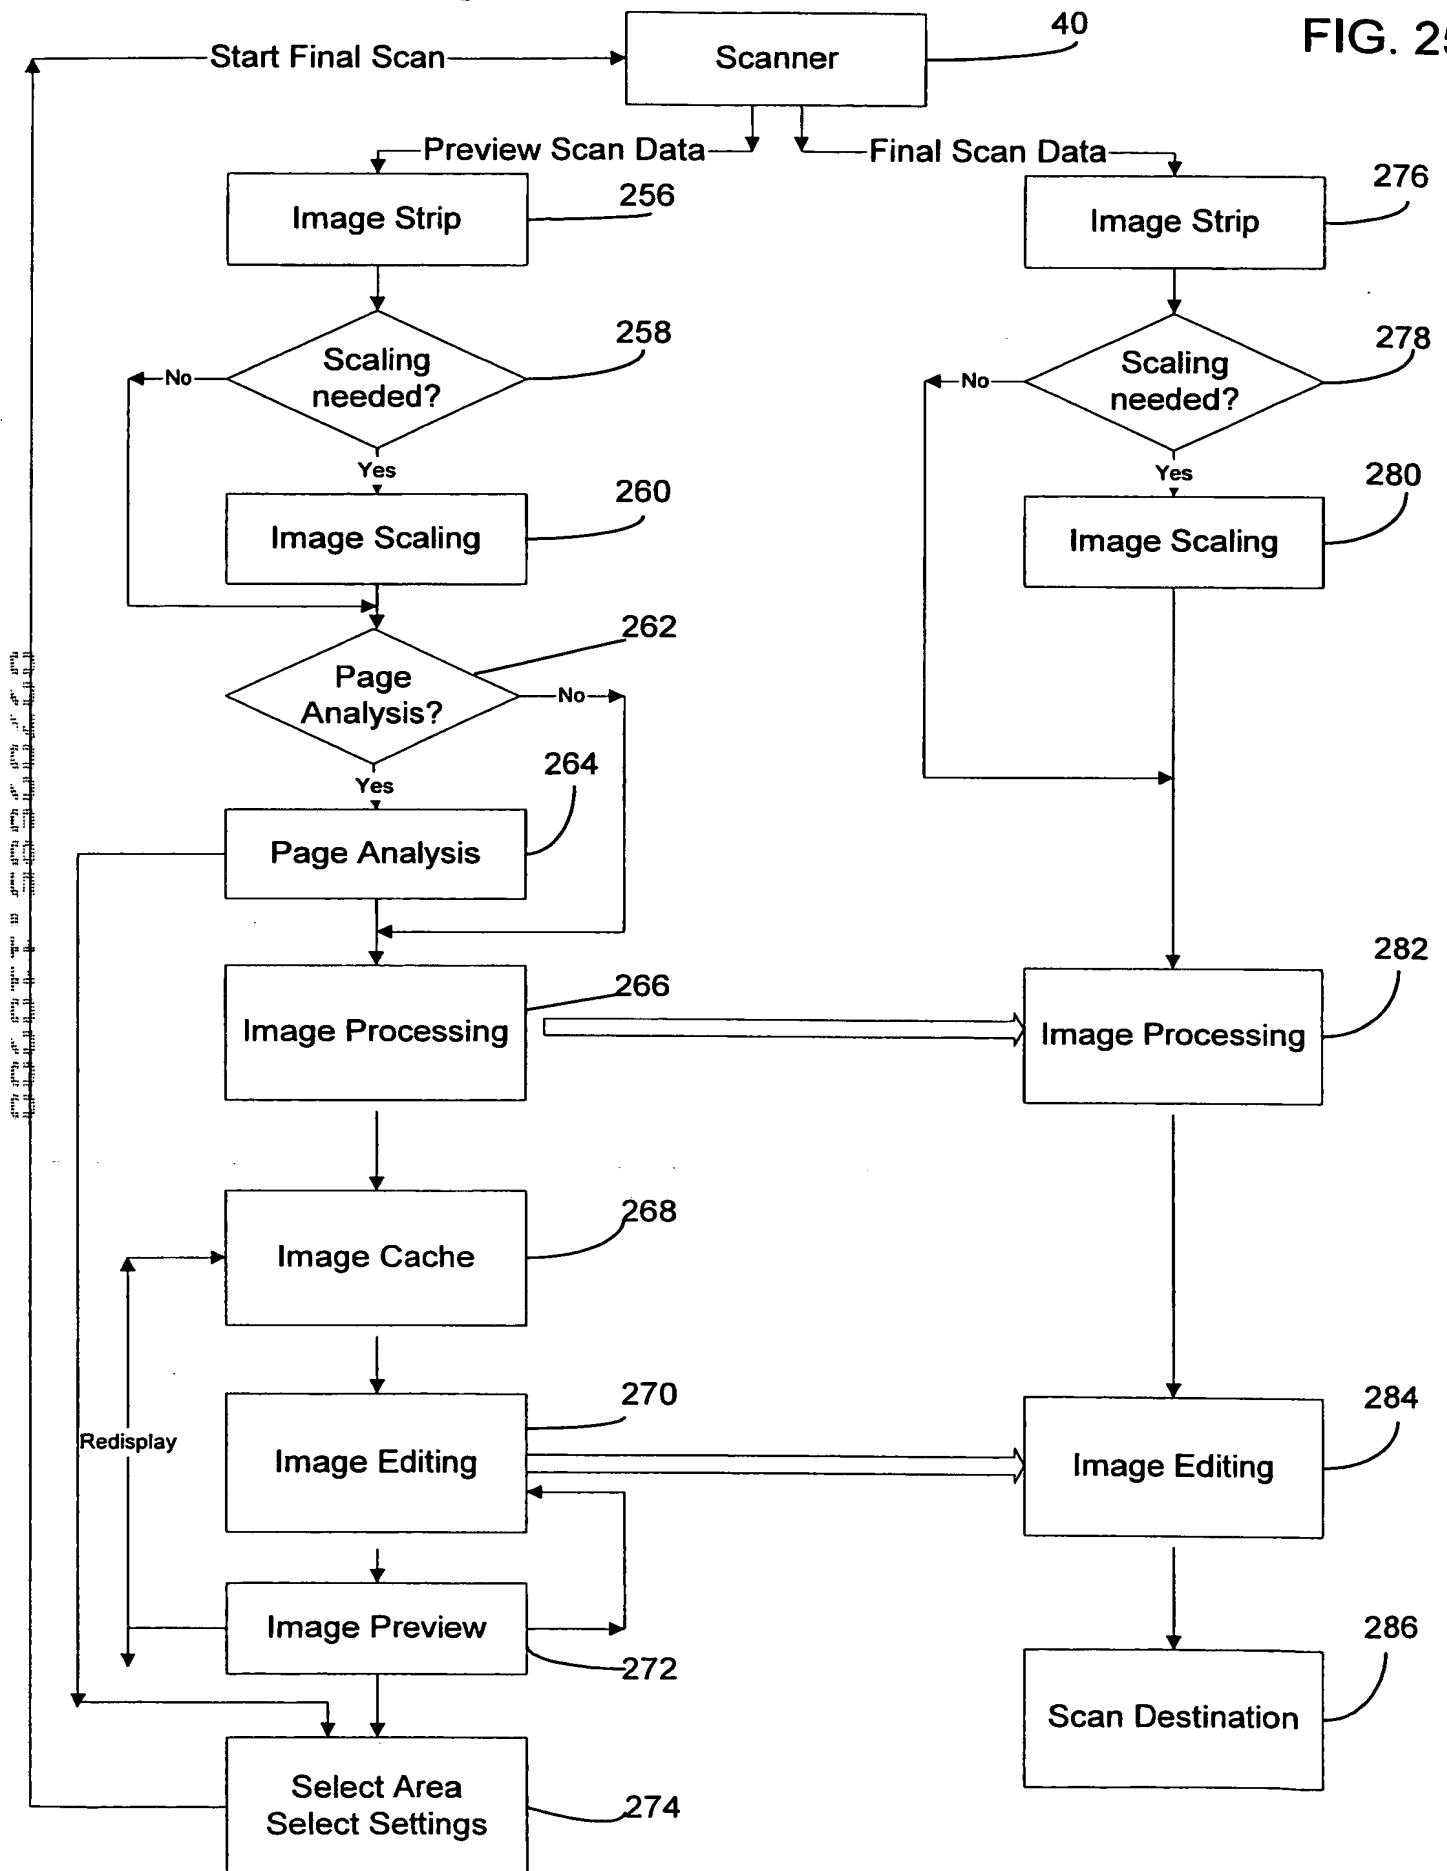 FIG. 25
Start Final Scan
Scanner
40
Preview Scan Data
Final Scan Data
Image Strip
256
Image Strip
276
Scaling
needed?
258
No
Yes
Scaling
needed?
278
No
Yes
Image Scaling
260
Image Scaling
280
Page
Analysis?
262
No
Yes
Page Analysis
264
Image Processing
266
Image Processing
282
Image Cache
268
Redisplay
Image Editing
270
Image Editing
284
Image Preview
272
Scan Destination
286
Select Area
Select Settings
274